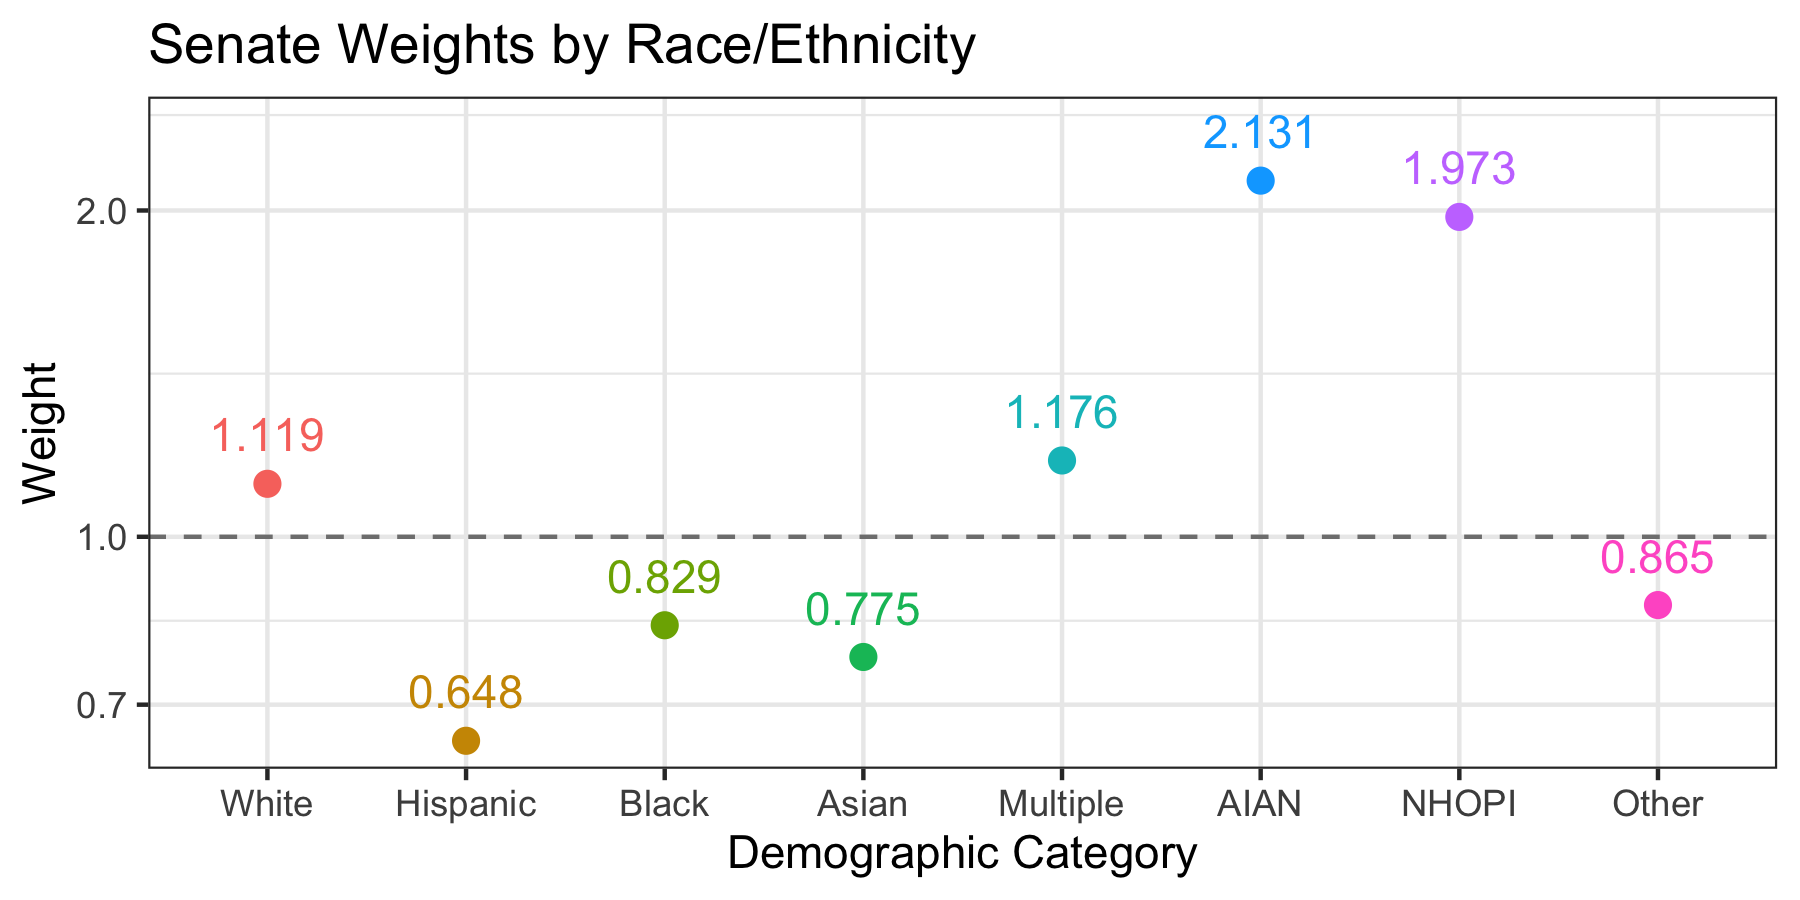 Senate Weights by Race/Ethnicity
Weight
2.0
1.0
0.7
1.119
0.648
0.829
0.775
1.176
2.131
1.973
0.865
White Hispanic Black Asian Multiple AIAN NHOPI Other
Demographic Category